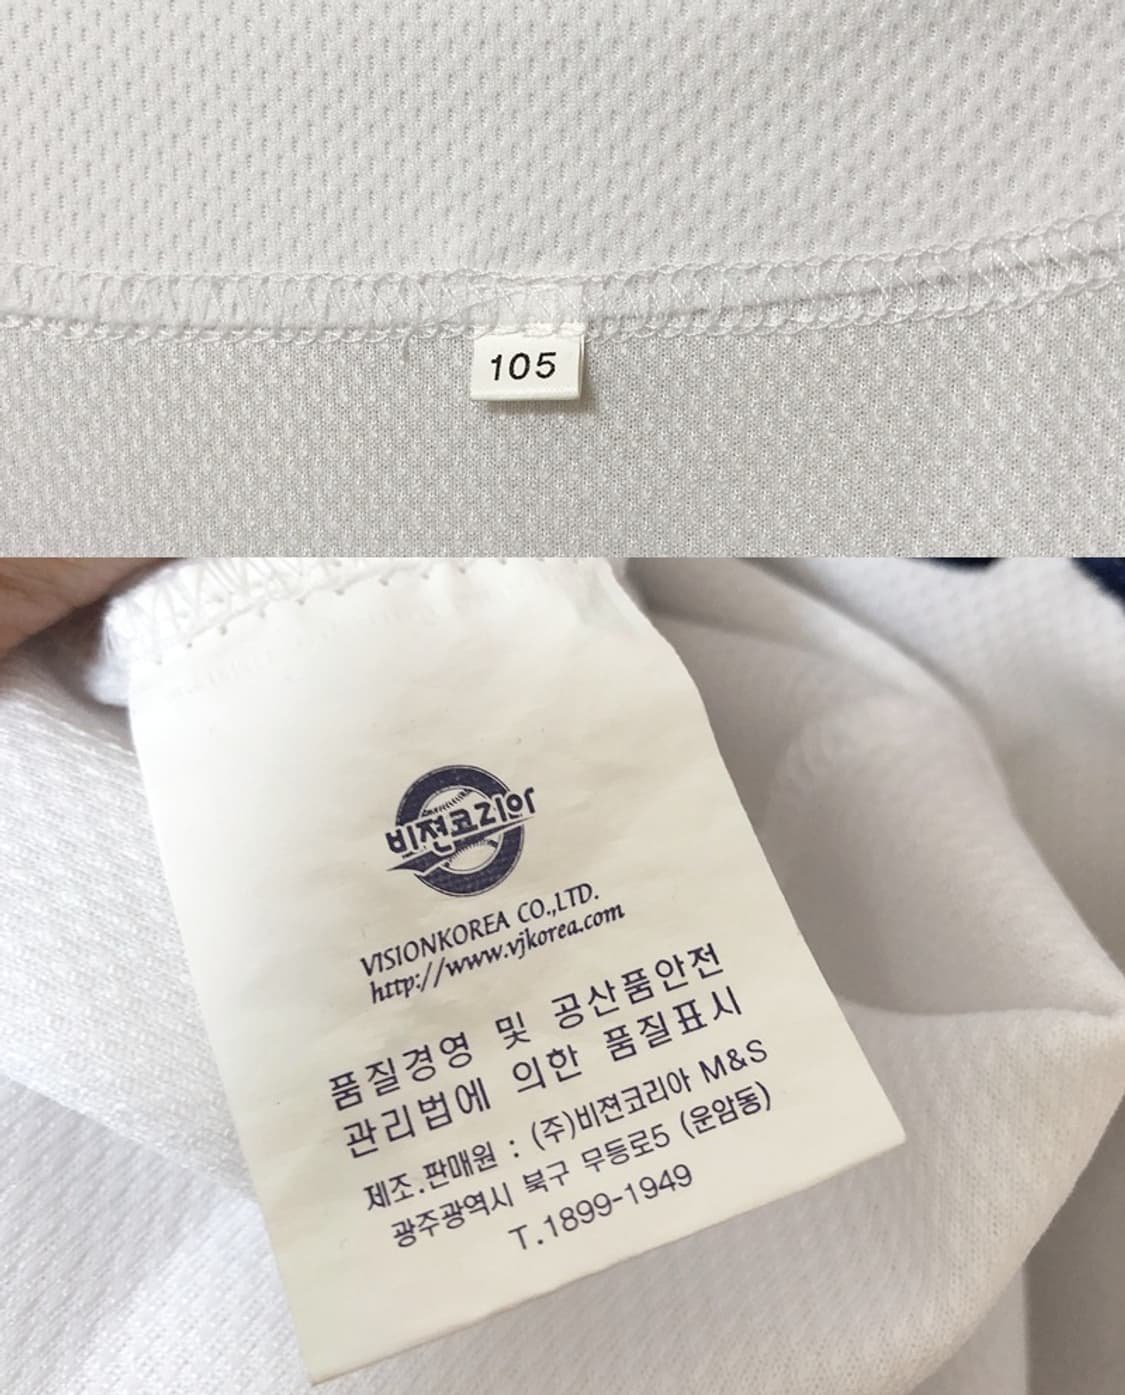 105
비젼코리아
VISIONKOREA CO.,LTD.
http://www.vjkorea.com
품질경영 및 공산품안전
관리법에 의한 품질표시
제조.판매원 : (주)비젼코리아 M&S
광주광역시 북구 무등로5 (운암동)
T.1899-1949